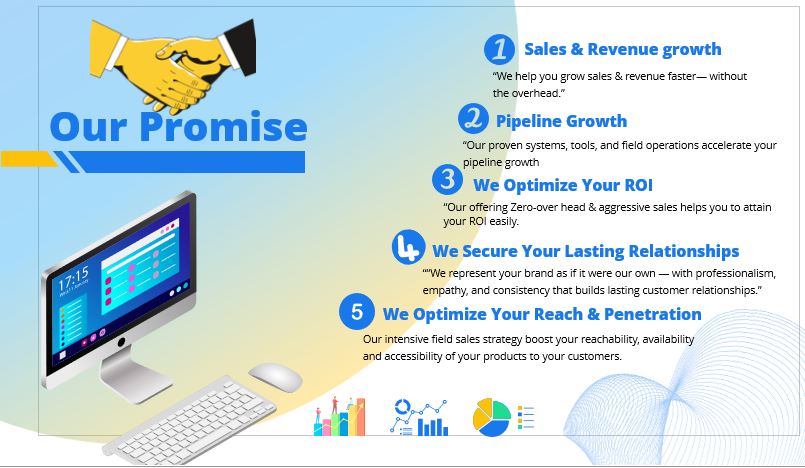 Our Promise
1 Sales & Revenue growth
“We help you grow sales & revenue faster— without
the overhead.”
2 Pipeline Growth
“Our proven systems, tools, and field operations accelerate your
pipeline growth
3 We Optimize Your ROI
“Our offering Zero-over head & aggressive sales helps you to attain
your ROI easily.
4 We Secure Your Lasting Relationships
“”We represent your brand as if it were our own — with professionalism,
empathy, and consistency that builds lasting customer relationships.”
5 We Optimize Your Reach & Penetration
Our intensive field sales strategy boost your reachability, availability
and accessibility of your products to your customers.
17:15